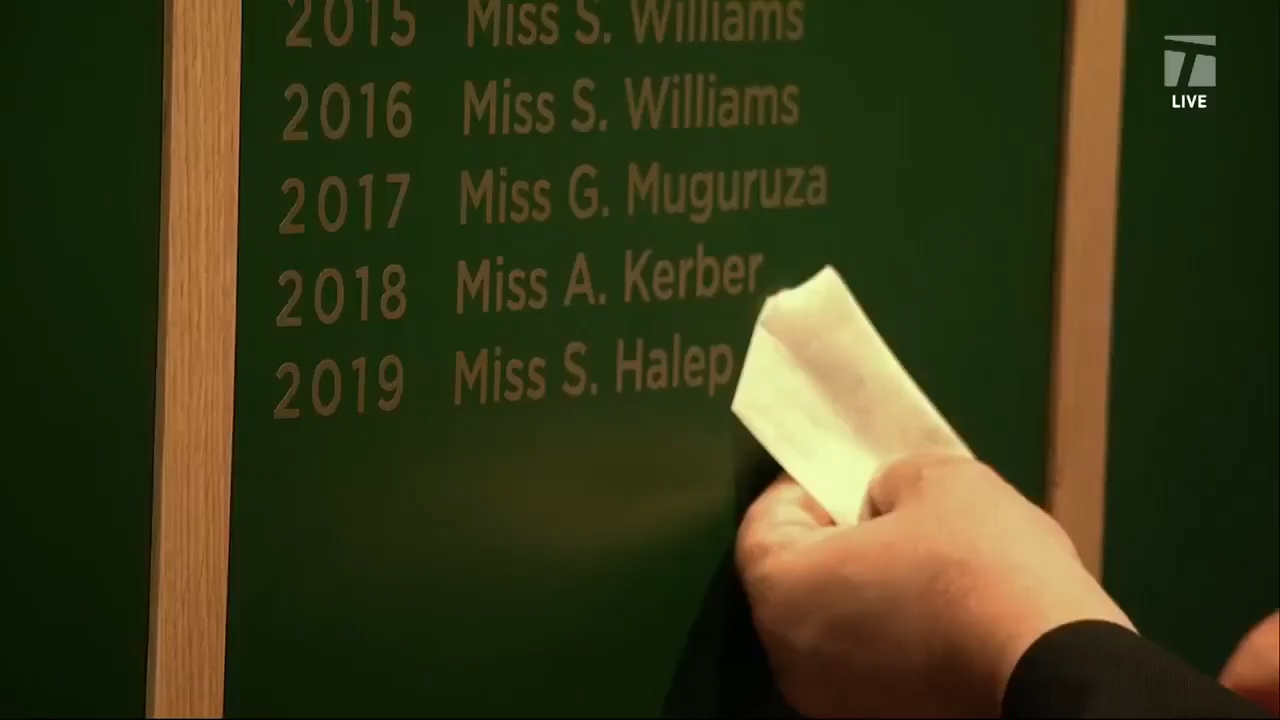 2015 Miss S. Williams
2016 Miss S. Williams
2017 Miss G. Muguruza
2018 Miss A. Kerber
2019 Miss S. Halep
T
LIVE